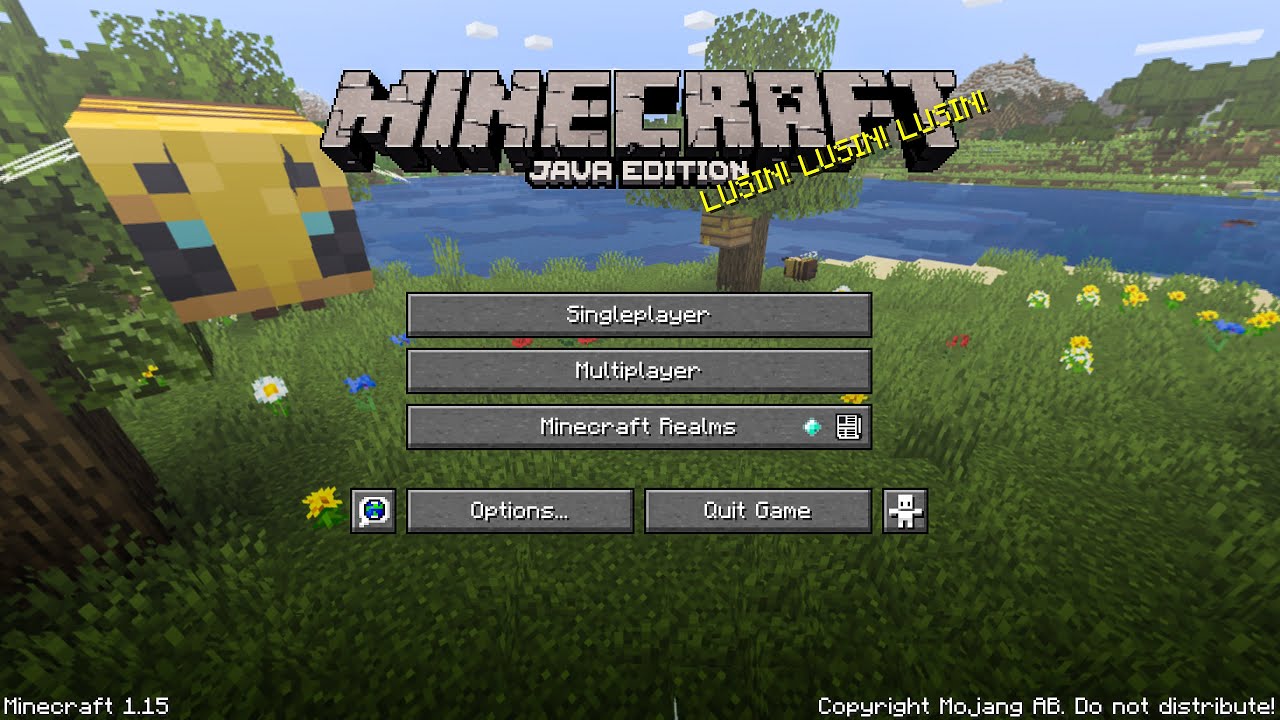 MINECRAFT
JAVA EDITION
LUSIN! LUSIN! LUSIN!
Singleplayer
Multiplayer
Minecraft Realms
Options...
Quit Game
Minecraft 1.15
Copyright Mojang AB. Do not distribute!